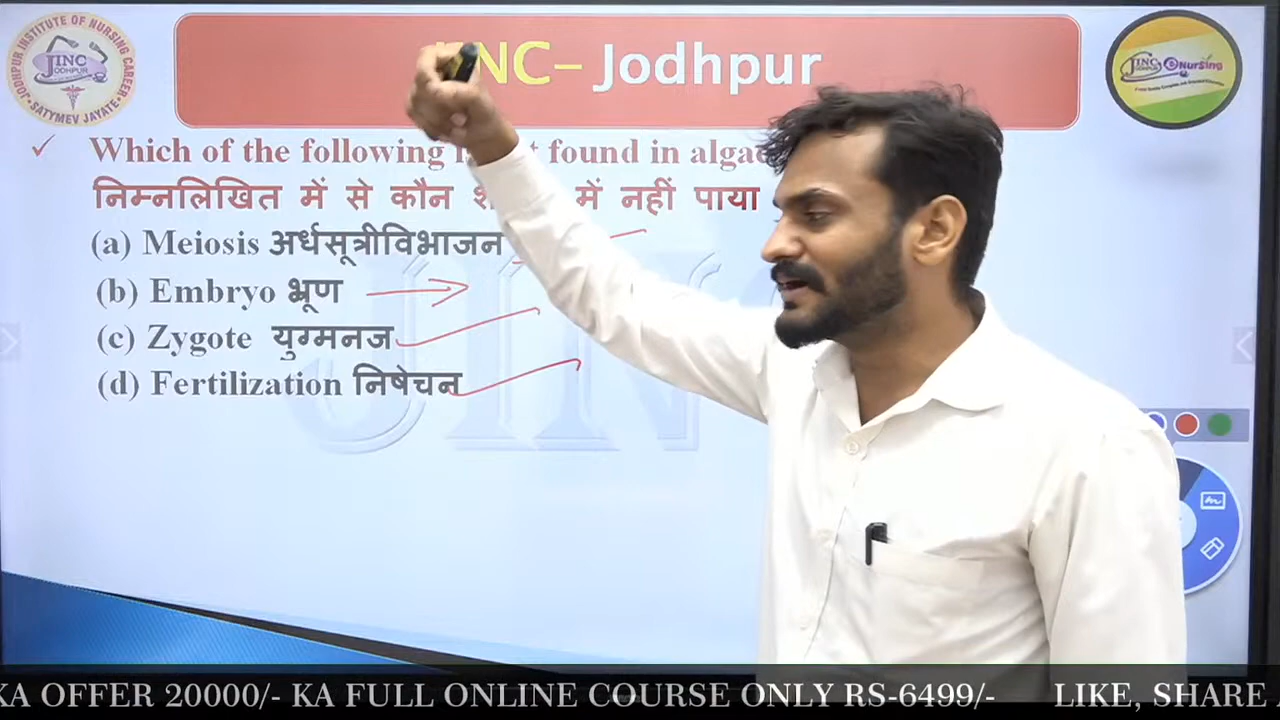 JODHPUR INSTITUTE OF NURSING CAREER
JINC
JODHPUR
SATYMEV JAYATE
NC– Jodhpur
JINC eNursing
✓ Which of the following found in algae
निम्नलिखित में से कौन में नहीं पाया
(a) Meiosis अर्धसूत्रीविभाजन
(b) Embryo भ्रूण
(c) Zygote युग्मनज
(d) Fertilization निषेचन
KA OFFER 20000/- KA FULL ONLINE COURSE ONLY RS-6499/- LIKE, SHARE